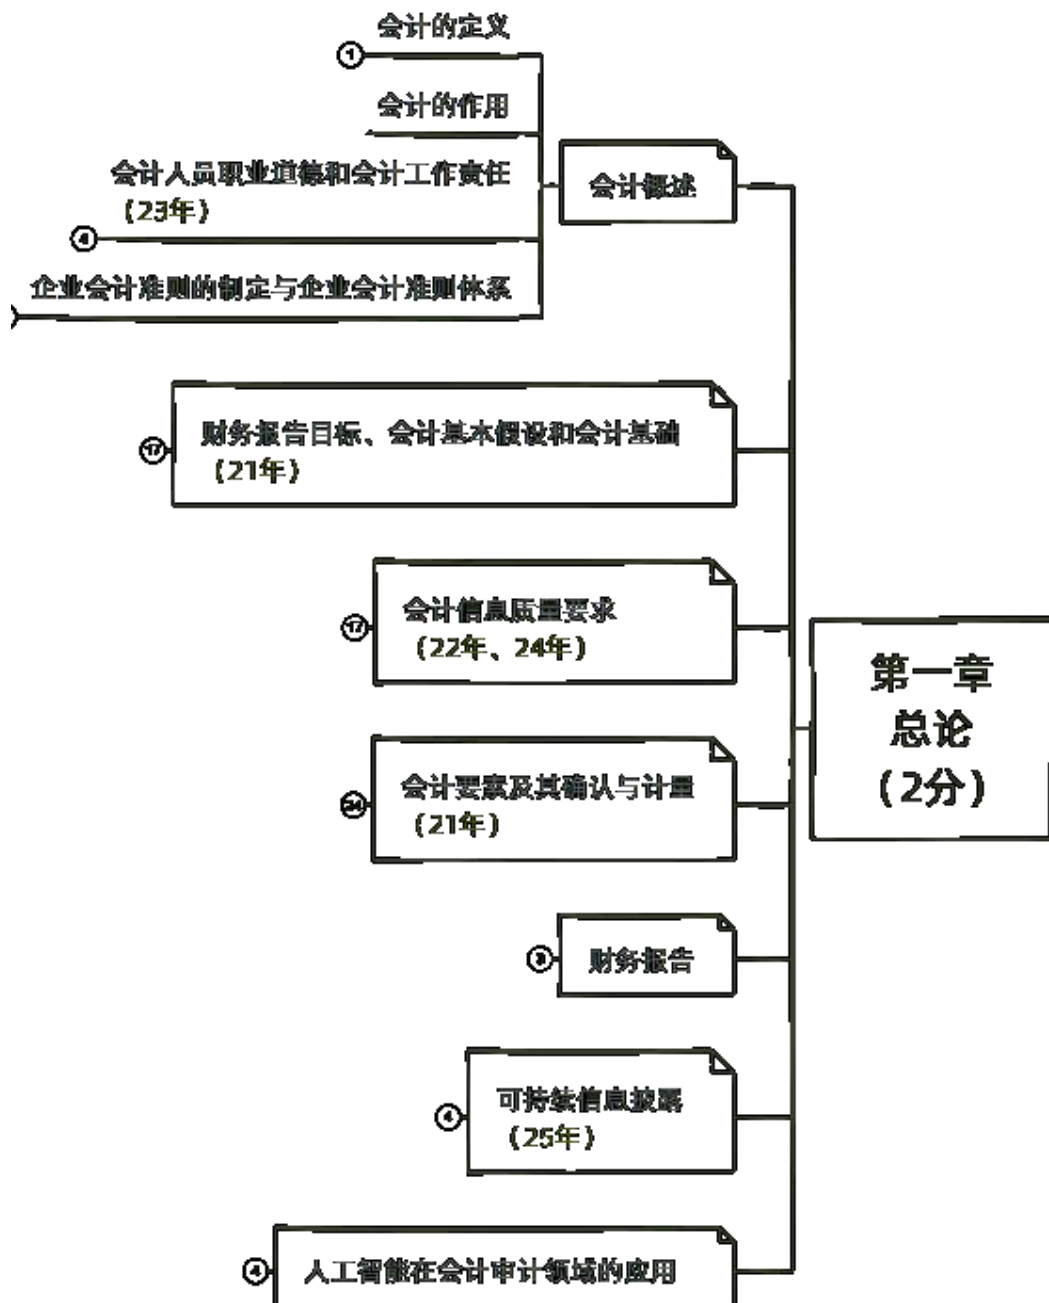 会计的定义
①
会计的作用
会计人员职业道德和会计工作责任
（23年）
④
企业会计准则的制定与企业会计准则体系
会计概述
财务报告目标、会计基本假设和会计基础
（21年）
⑰
会计信息质量要求
（22年、24年）
⑰
会计要素及其确认与计量
（21年）
财务报告
③
可持续信息披露
（25年）
④
人工智能在会计审计领域的应用
④
第一章
总论
（2分）